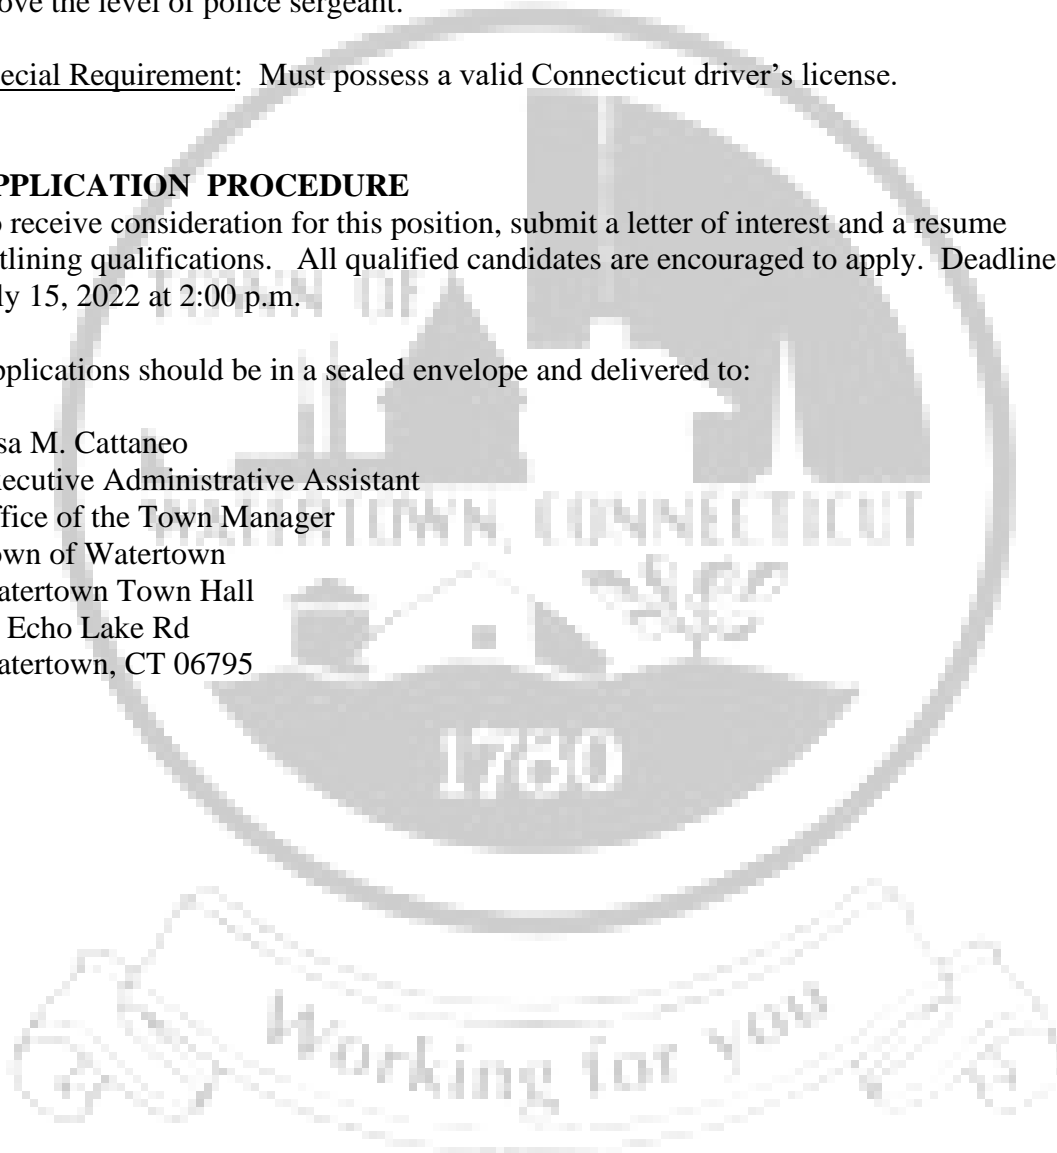 ove the level of police sergeant.
ecial Requirement: Must possess a valid Connecticut driver's license.
PPLICATION PROCEDURE
o receive consideration for this position, submit a letter of interest and a resume
tlining qualifications. All qualified candidates are encouraged to apply. Deadline
ly 15, 2022 at 2:00 p.m.
pplications should be in a sealed envelope and delivered to:
sa M. Cattaneo
ecutive Administrative Assistant
fice of the Town Manager
own of Watertown
atertown Town Hall
Echo Lake Rd
atertown, CT 06795
TOWN OF
WATERTOWN, CONNECTICUT
1780
Working for you